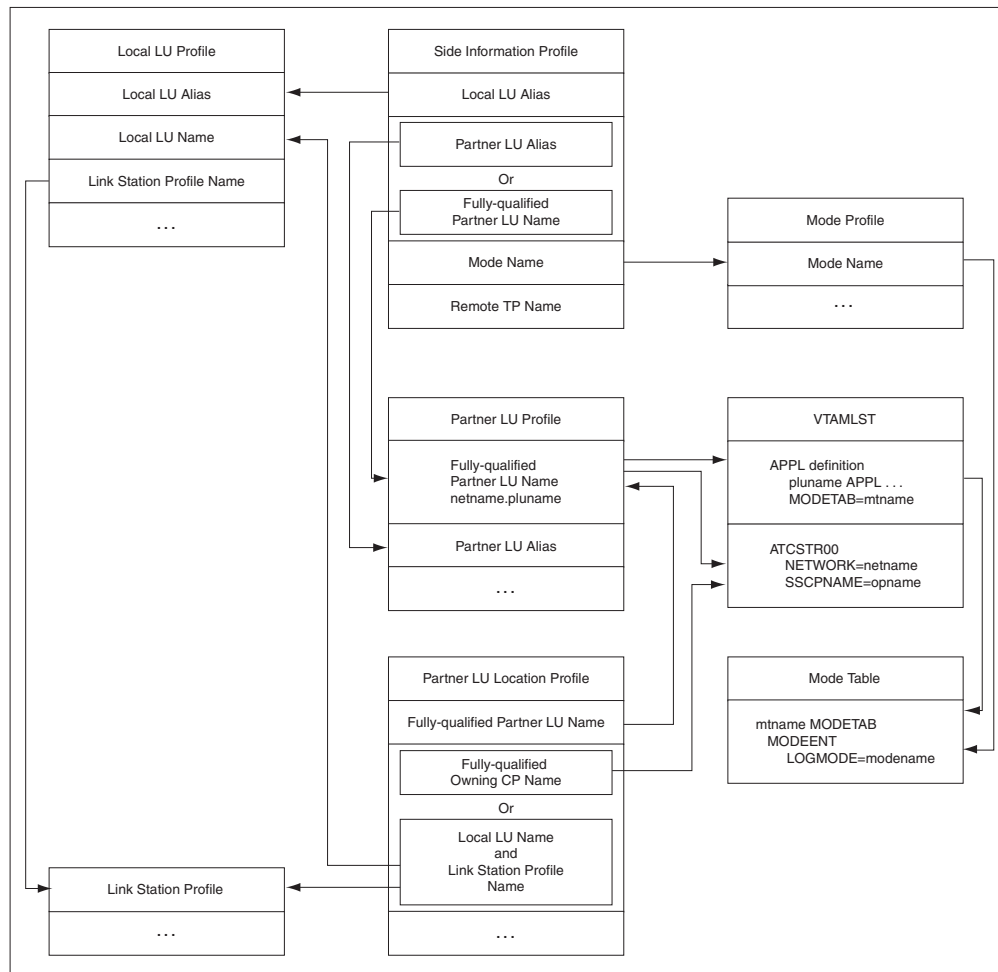 Local LU Profile
Local LU Alias
Local LU Name
Link Station Profile Name
...
Side Information Profile
Local LU Alias
Partner LU Alias
Or
Fully-qualified
Partner LU Name
Mode Name
Remote TP Name
Mode Profile
Mode Name
...
Partner LU Profile
Fully-qualified
Partner LU Name
netname.pluname
Partner LU Alias
...
VTAMLST
APPL definition
pluname APPL ...
MODETAB=mtname
ATCSTR00
NETWORK=netname
SSCPNAME=opname
Partner LU Location Profile
Fully-qualified Partner LU Name
Fully-qualified
Owning CP Name
Or
Local LU Name
and
Link Station Profile
Name
...
Mode Table
mtname MODETAB
MODEENT
LOGMODE=modename
Link Station Profile
...